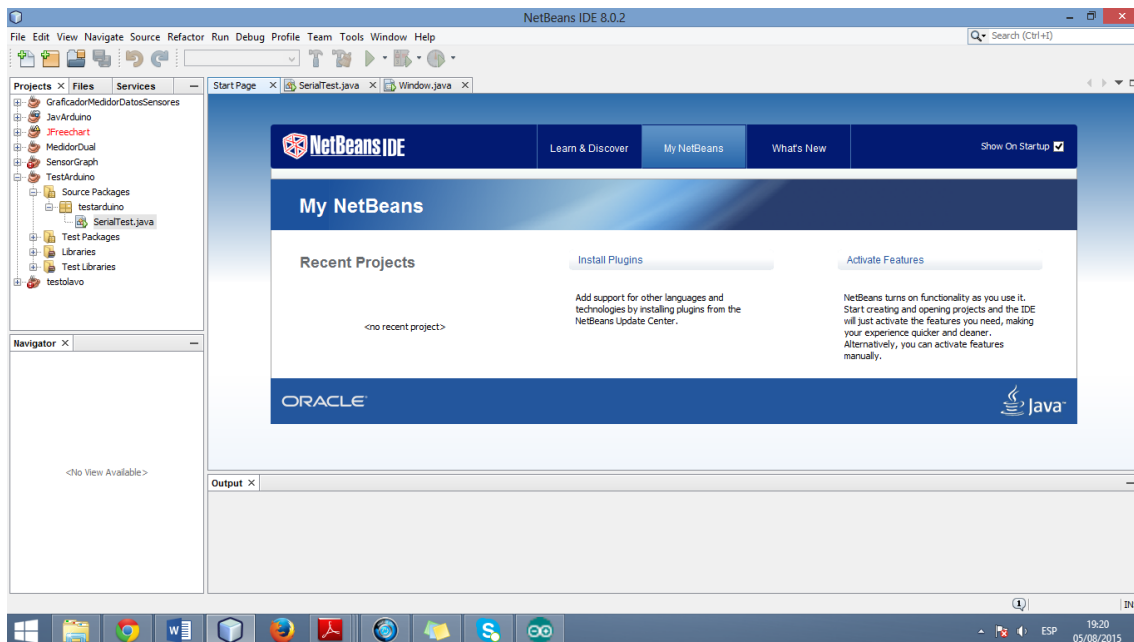 NetBeans IDE 8.0.2
File Edit View Navigate Source Refactor Run Debug Profile Team Tools Window Help
Search (Ctrl+I)
Projects Files Services
GraficadorMedidorDatosSensores
JavArduino
JFreechart
MedidorDual
SensorGraph
TestArduino
Source Packages
testarduino
SerialTest.java
Test Packages
Libraries
Test Libraries
testolavo
Navigator
<No View Available>
Start Page SerialTest.java Window.java
NetBeans IDE
Learn & Discover My NetBeans What's New Show On Startup
My NetBeans
Recent Projects
<no recent project>
Install Plugins
Add support for other languages and
technologies by installing plugins from the
NetBeans Update Center.
Activate Features
NetBeans turns on functionality as you use it.
Start creating and opening projects and the IDE
will just activate the features you need, making
your experience quicker and cleaner.
Alternatively, you can activate features
manually.
ORACLE
Java
Output
1
IN
ESP
19:20
05/08/2015